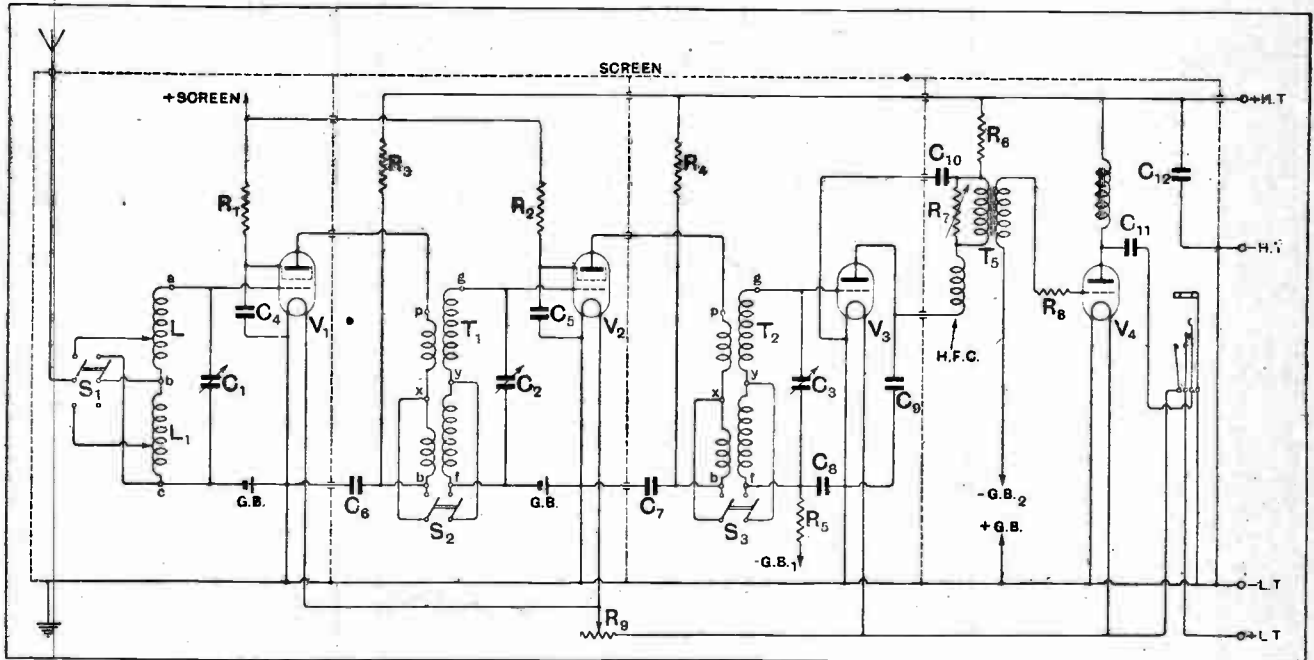 SCREEN
+SCREEN
+H.T
R1
R3
R2
R4
R6
C10
C12
R7
C11
-H.T
a
g
g
T5
L
C4
V1
p
T1
C5
V2
p
T2
V3
R8
V4
H.F.C.
S1
b
C1
x
y
C2
x
y
C3
C9
L1
c
G.B.
C6
b
f
G.B.
C7
b
f
C8
S2
S3
R5
-G.B.2
+G.B.
-G.B.1
-L.T
R9
+L.T